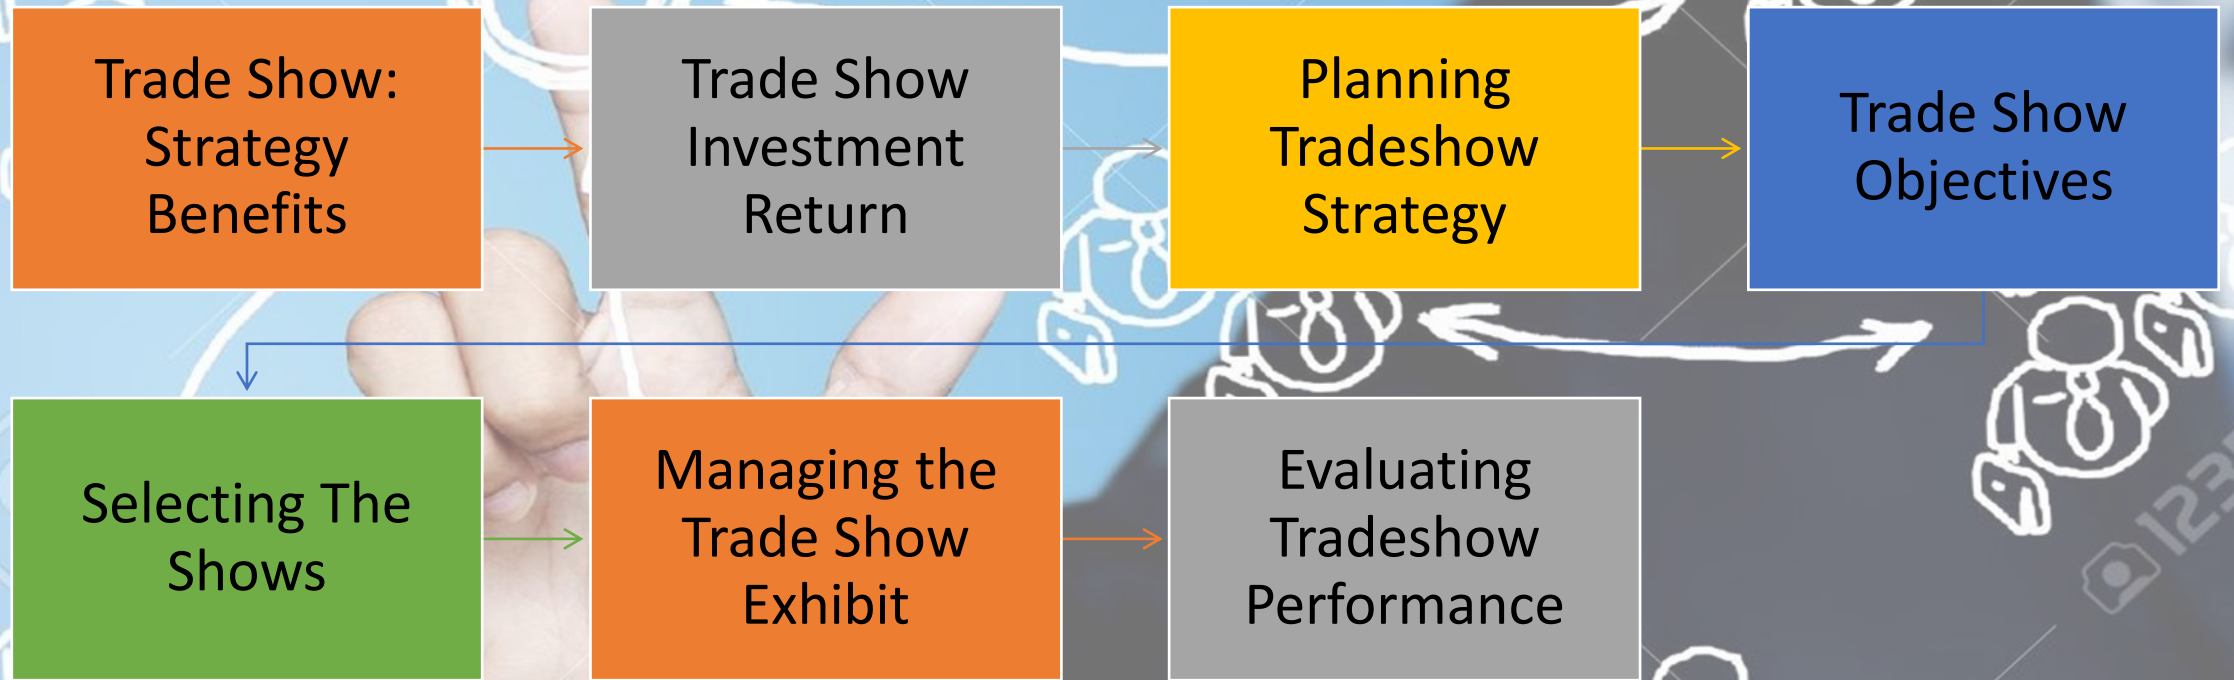 Trade Show:
Strategy
Benefits
Trade Show
Investment
Return
Planning
Tradeshow
Strategy
Trade Show
Objectives
Selecting The
Shows
Managing the
Trade Show
Exhibit
Evaluating
Tradeshow
Performance
123